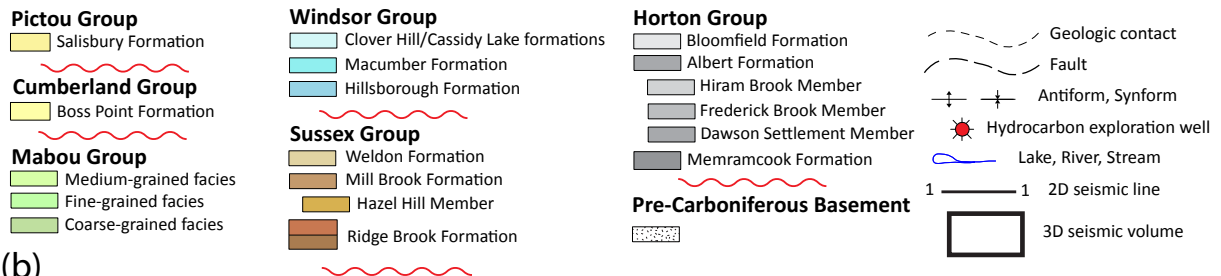 Pictou Group
Salisbury Formation
Cumberland Group
Boss Point Formation
Mabou Group
Medium-grained facies
Fine-grained facies
Coarse-grained facies
(b)
Windsor Group
Clover Hill/Cassidy Lake formations
Macumber Formation
Hillsborough Formation
Sussex Group
Weldon Formation
Mill Brook Formation
Hazel Hill Member
Ridge Brook Formation
Horton Group
Bloomfield Formation
Albert Formation
Hiram Brook Member
Frederick Brook Member
Dawson Settlement Member
Memramcook Formation
Pre-Carboniferous Basement
Geologic contact
Fault
Antiform, Synform
Hydrocarbon exploration well
Lake, River, Stream
1 1 2D seismic line
3D seismic volume